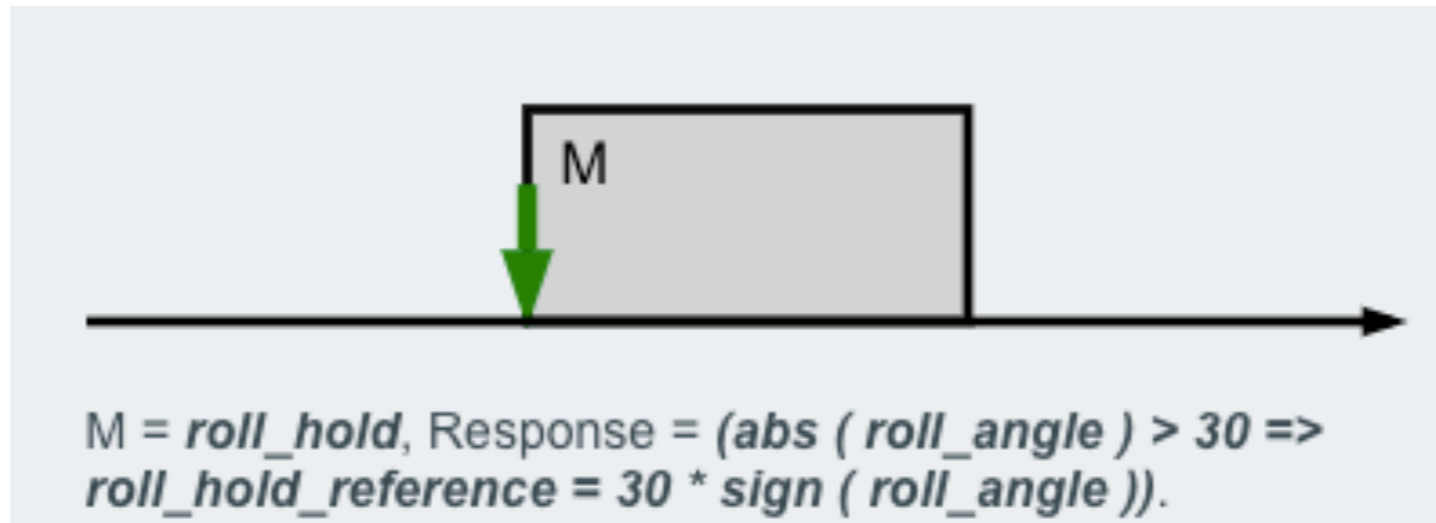 M
M = roll_hold, Response = (abs ( roll_angle ) > 30 =>
roll_hold_reference = 30 * sign ( roll_angle )).